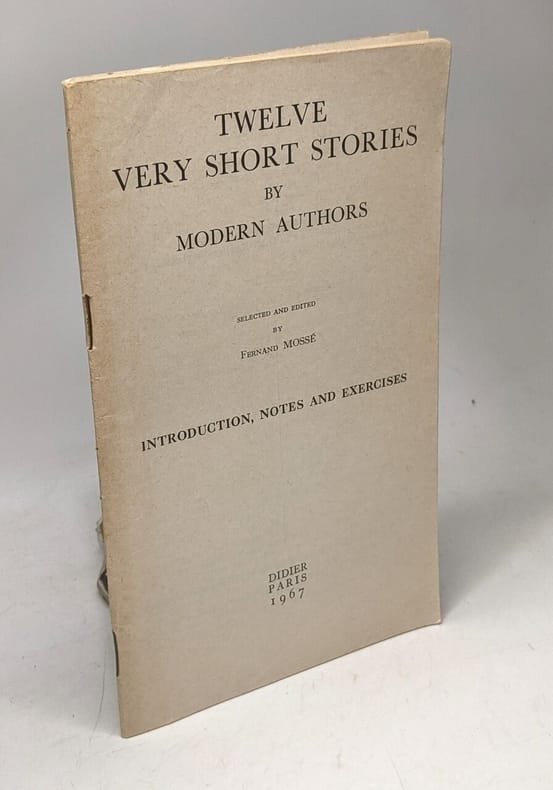 TWELVE
VERY SHORT STORIES
BY
MODERN AUTHORS
SELECTED AND EDITED
BY
FERNAND MOSSÉ
INTRODUCTION, NOTES AND EXERCISES
DIDIER
PARIS
1967